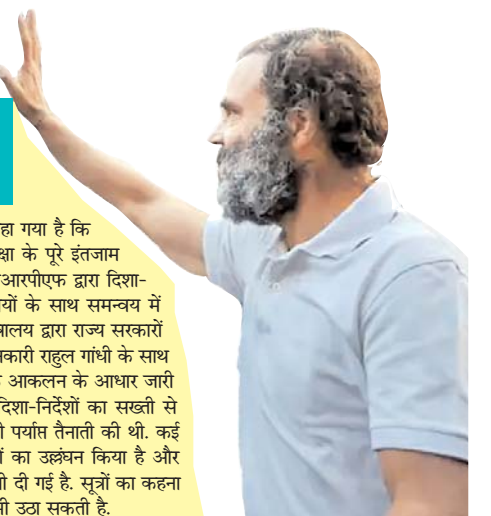 हा गया है कि
क्षा के पूरे इंतजाम
आरपीएफ द्वारा दिशा-
यों के साथ समन्वय में
त्रालय द्वारा राज्य सरकारों
नकारी राहुल गांधी के साथ
आकलन के आधार जारी
दिशा-निर्देशों का सख्ती से
ी पर्याप्त तैनाती की थी. कई
ों का उल्लंघन किया है और
ी दी गई है. सूत्रों का कहना
भी उठा सकती है.